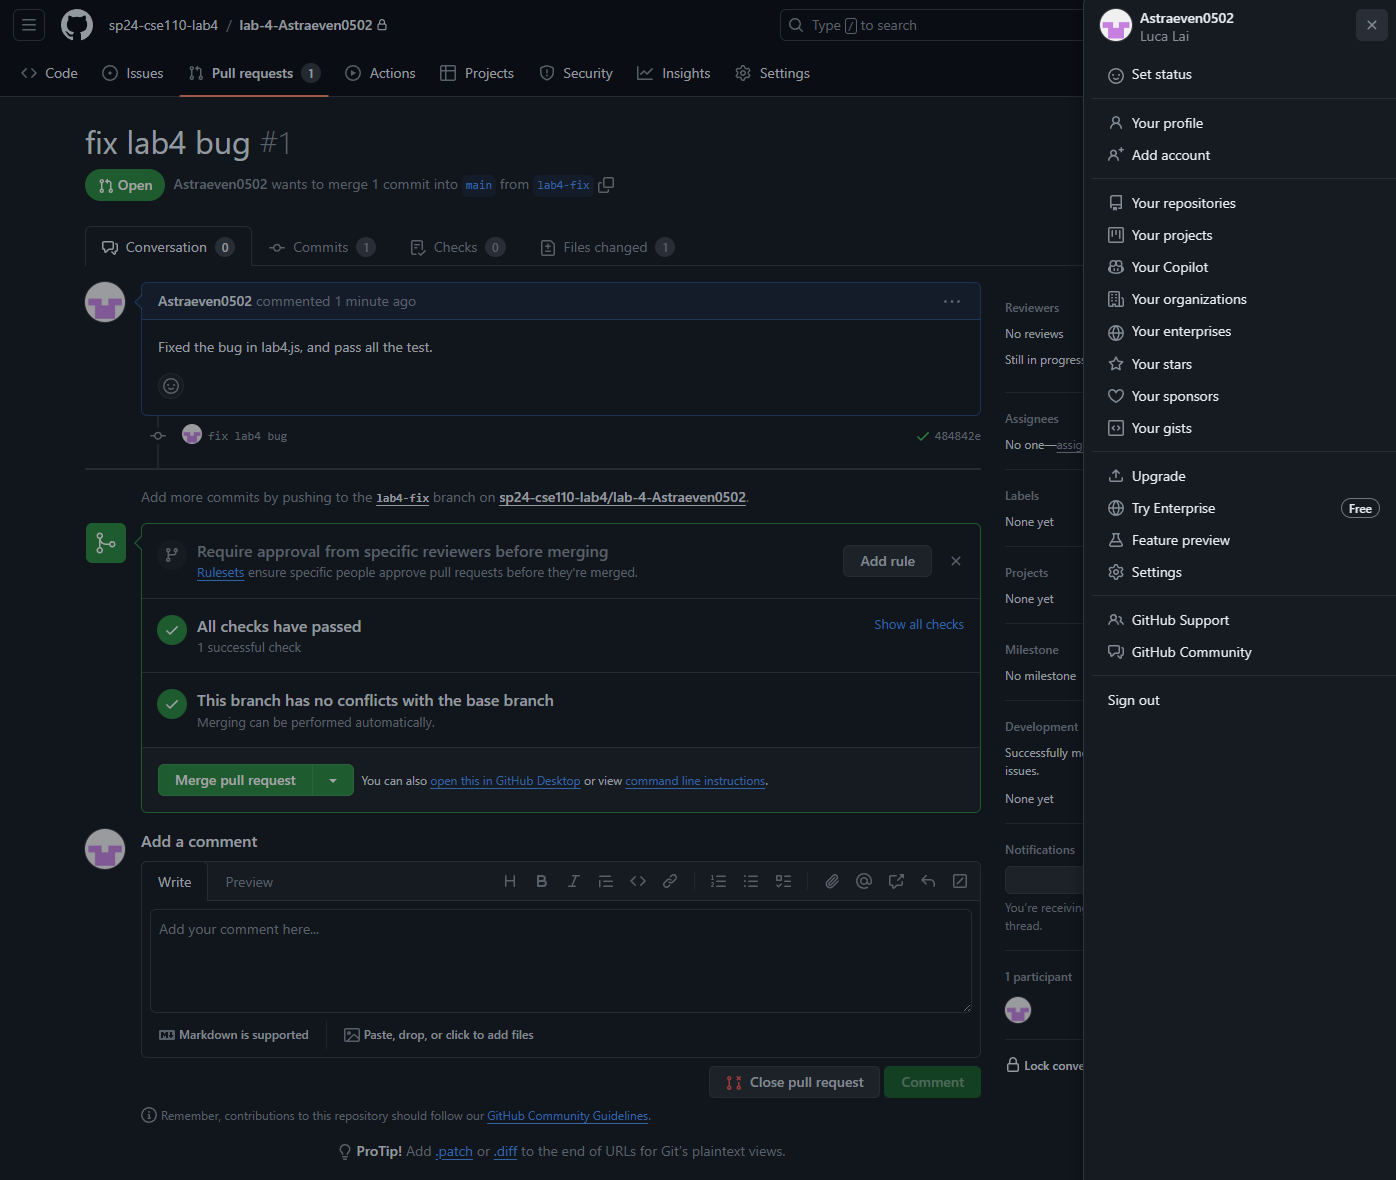 sp24-cse110-lab4 / lab-4-Astraeven0502
Type / to search
Astraeven0502
Luca Lai
Code
Issues
Pull requests 1
Actions
Projects
Security
Insights
Settings
fix lab4 bug #1
Open
Astraeven0502 wants to merge 1 commit into main from lab4-fix
Conversation 0
Commits 1
Checks 0
Files changed 1
Astraeven0502 commented 1 minute ago
Fixed the bug in lab4.js, and pass all the test.
fix lab4 bug
484842e
Add more commits by pushing to the lab4-fix branch on sp24-cse110-lab4/lab-4-Astraeven0502.
Require approval from specific reviewers before merging
Rulesets ensure specific people approve pull requests before they're merged.
Add rule
All checks have passed
1 successful check
Show all checks
This branch has no conflicts with the base branch
Merging can be performed automatically.
Merge pull request
You can also open this in GitHub Desktop or view command line instructions.
Add a comment
Write
Preview
Add your comment here...
Markdown is supported
Paste, drop, or click to add files
Close pull request
Comment
Remember, contributions to this repository should follow our GitHub Community Guidelines.
ProTip! Add .patch or .diff to the end of URLs for Git's plaintext views.
Reviewers
No reviews
Still in progress
Assignees
No one—assig
Labels
None yet
Projects
None yet
Milestone
No milestone
Development
Successfully me
issues.
None yet
Notifications
You're receiving
thread.
1 participant
Lock conve
Set status
Your profile
Add account
Your repositories
Your projects
Your Copilot
Your organizations
Your enterprises
Your stars
Your sponsors
Your gists
Upgrade
Try Enterprise
Free
Feature preview
Settings
GitHub Support
GitHub Community
Sign out